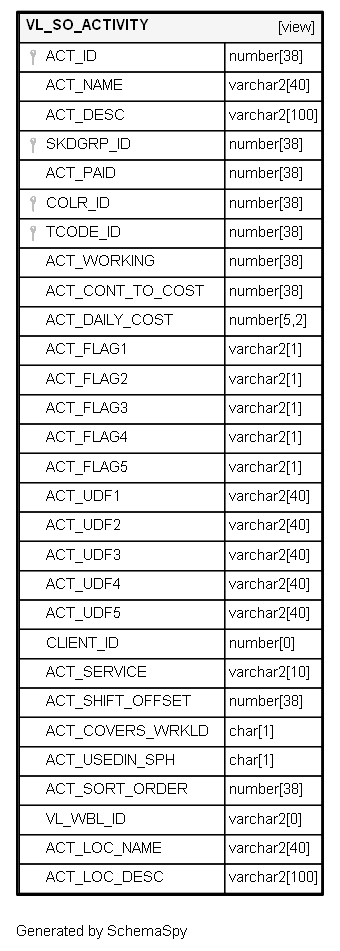 VL_SO_ACTIVITY [view]
ACT_ID number[38]
ACT_NAME varchar2[40]
ACT_DESC varchar2[100]
SKDGRP_ID number[38]
ACT_PAID number[38]
COLR_ID number[38]
TCODE_ID number[38]
ACT_WORKING number[38]
ACT_CONT_TO_COST number[38]
ACT_DAILY_COST number[5,2]
ACT_FLAG1 varchar2[1]
ACT_FLAG2 varchar2[1]
ACT_FLAG3 varchar2[1]
ACT_FLAG4 varchar2[1]
ACT_FLAG5 varchar2[1]
ACT_UDF1 varchar2[40]
ACT_UDF2 varchar2[40]
ACT_UDF3 varchar2[40]
ACT_UDF4 varchar2[40]
ACT_UDF5 varchar2[40]
CLIENT_ID number[0]
ACT_SERVICE varchar2[10]
ACT_SHIFT_OFFSET number[38]
ACT_COVERS_WRKLD char[1]
ACT_USEDIN_SPH char[1]
ACT_SORT_ORDER number[38]
VL_WBL_ID varchar2[0]
ACT_LOC_NAME varchar2[40]
ACT_LOC_DESC varchar2[100]
Generated by SchemaSpy